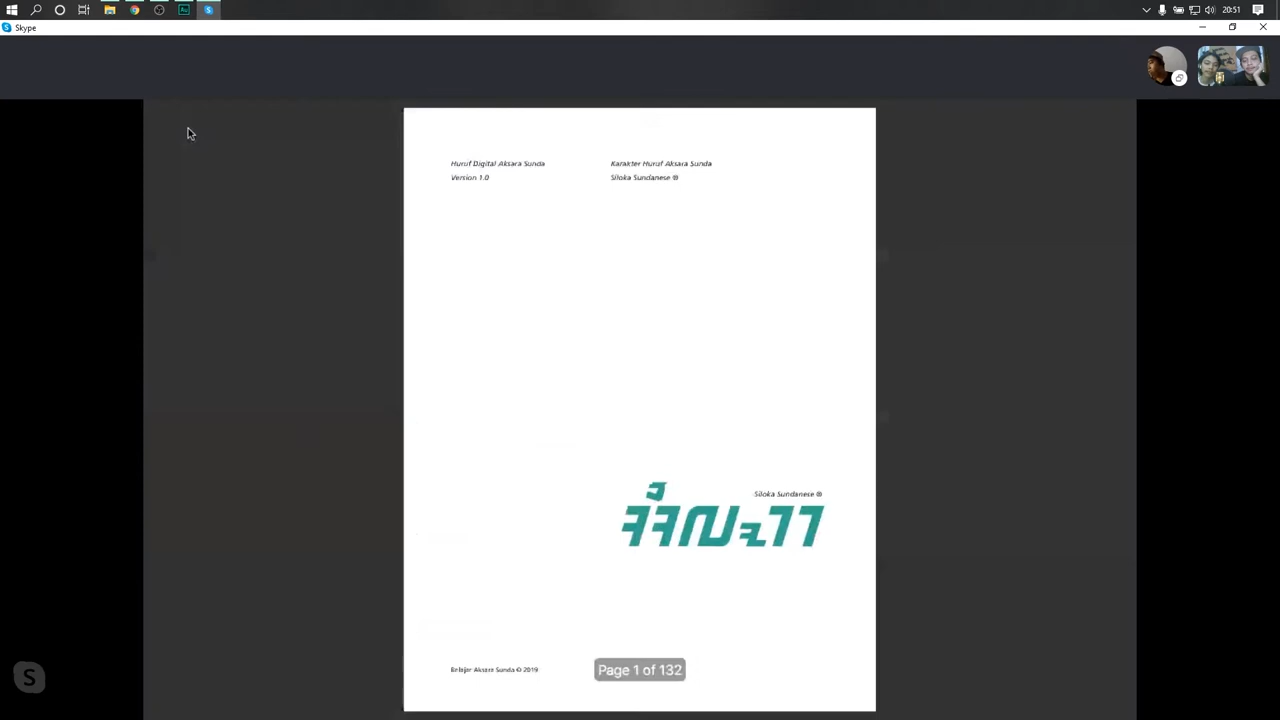 20:51
Skype
Huruf Digital Aksara Sunda
Version 1.0
Karakter Huruf Aksara Sunda
Siloka Sundanese ®
Siloka Sundanese ®
ᮞᮤᮜᮧᮊ
Belajar Aksara Sunda © 2019
Page 1 of 132